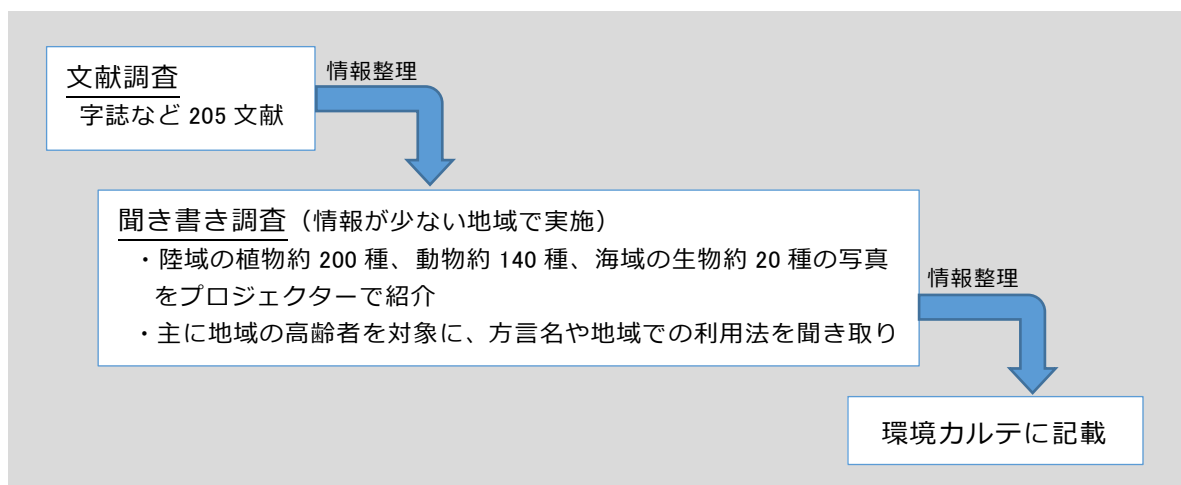 文献調査
情報整理
字誌など 205 文献
聞き書き調査（情報が少ない地域で実施）
・陸域の植物約 200 種、動物約 140 種、海域の生物約 20 種の写真
をプロジェクターで紹介
・主に地域の高齢者を対象に、方言名や地域での利用法を聞き取り
情報整理
環境カルテに記載